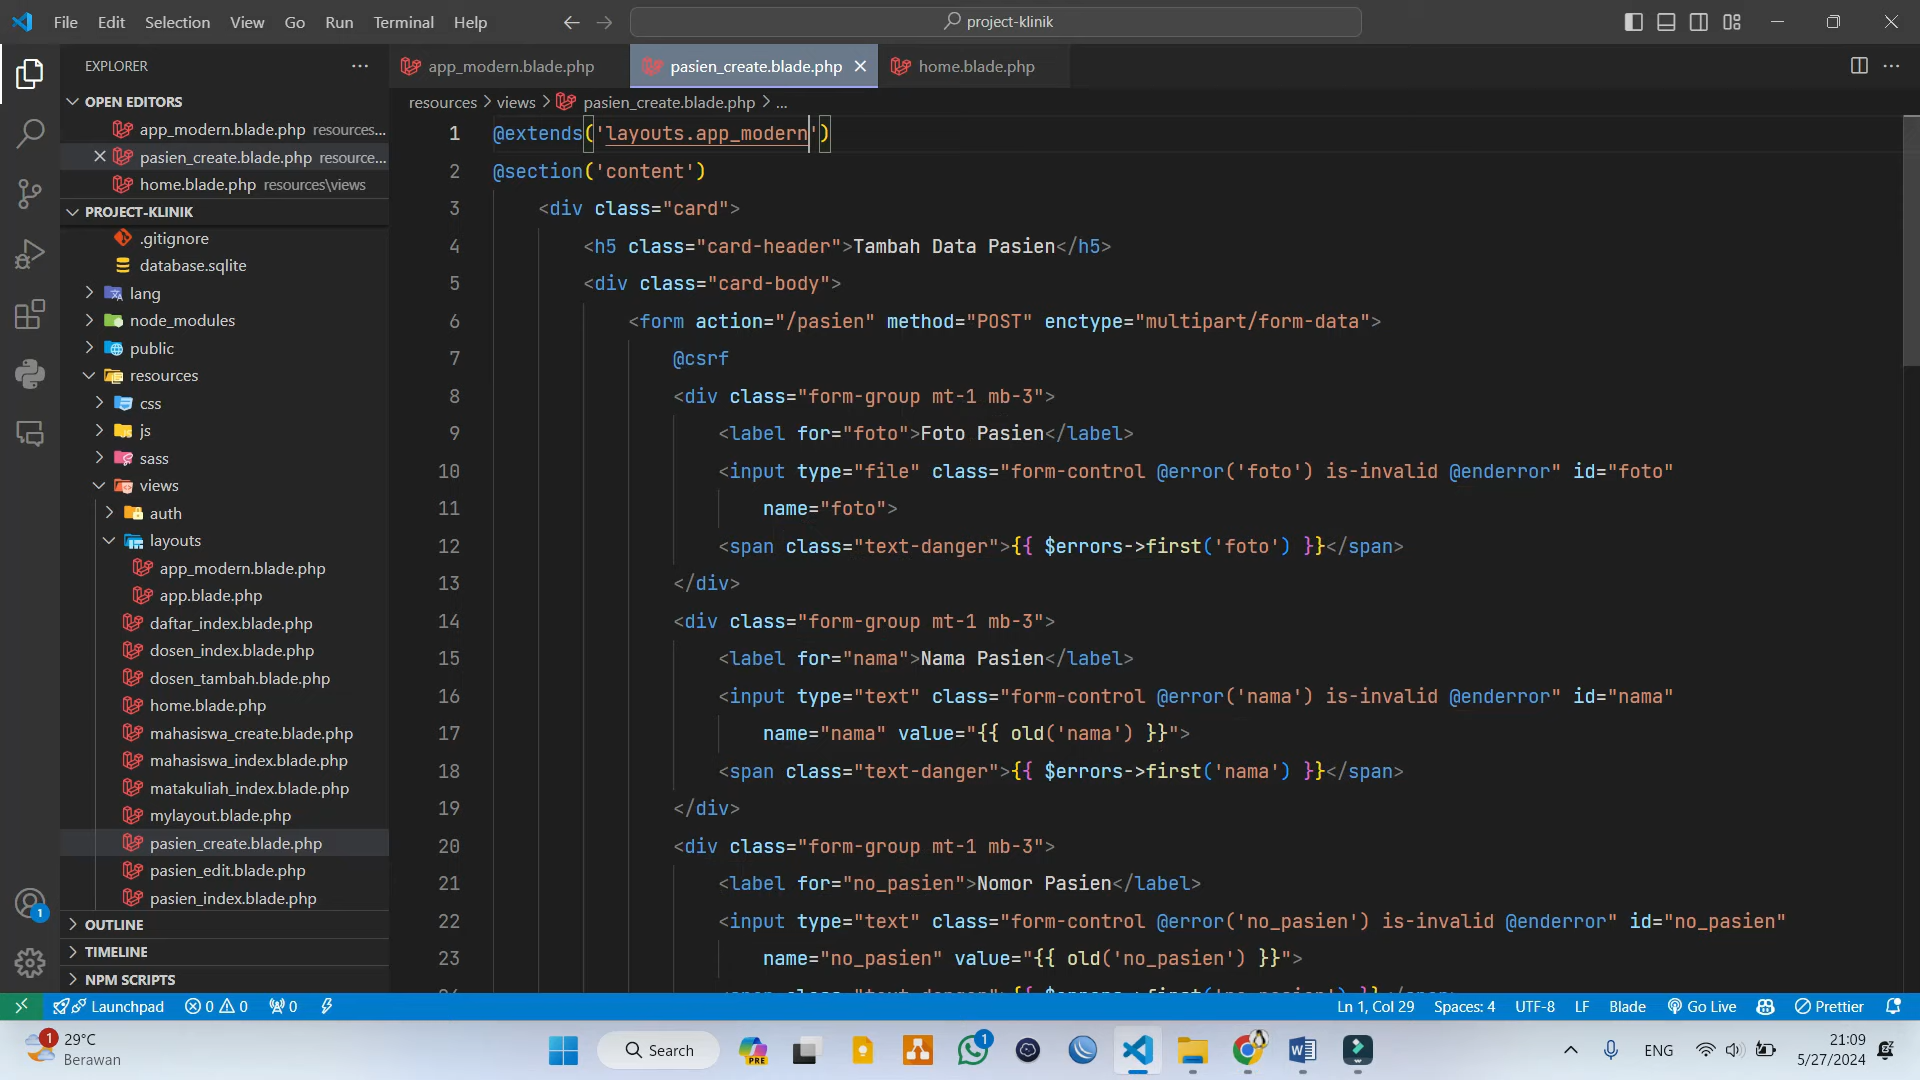 File Edit Selection View Go Run Terminal Help
project-klinik
EXPLORER
OPEN EDITORS
app_modern.blade.php resources...
pasien_create.blade.php resource...
home.blade.php resources\views
PROJECT-KLINIK
.gitignore
database.sqlite
lang
node_modules
public
resources
css
js
sass
views
auth
layouts
app_modern.blade.php
app.blade.php
daftar_index.blade.php
dosen_index.blade.php
dosen_tambah.blade.php
home.blade.php
mahasiswa_create.blade.php
mahasiswa_index.blade.php
matakuliah_index.blade.php
mylayout.blade.php
pasien_create.blade.php
pasien_edit.blade.php
pasien_index.blade.php
OUTLINE
TIMELINE
NPM SCRIPTS
app_modern.blade.php pasien_create.blade.php home.blade.php
resources > views > pasien_create.blade.php > ...
1 @extends('layouts.app_modern')
2 @section('content')
3 <div class="card">
4 <h5 class="card-header">Tambah Data Pasien</h5>
5 <div class="card-body">
6 <form action="/pasien" method="POST" enctype="multipart/form-data">
7 @csrf
8 <div class="form-group mt-1 mb-3">
9 <label for="foto">Foto Pasien</label>
10 <input type="file" class="form-control @error('foto') is-invalid @enderror" id="foto"
11 name="foto">
12 <span class="text-danger">{{ $errors->first('foto') }}</span>
13 </div>
14 <div class="form-group mt-1 mb-3">
15 <label for="nama">Nama Pasien</label>
16 <input type="text" class="form-control @error('nama') is-invalid @enderror" id="nama"
17 name="nama" value="{{ old('nama') }}">
18 <span class="text-danger">{{ $errors->first('nama') }}</span>
19 </div>
20 <div class="form-group mt-1 mb-3">
21 <label for="no_pasien">Nomor Pasien</label>
22 <input type="text" class="form-control @error('no_pasien') is-invalid @enderror" id="no_pasien"
23 name="no_pasien" value="{{ old('no_pasien') }}">
24 <span class="text-danger">{{ $errors->first('no_pasien') }}</span>
1
Launchpad 0 0 0 Ln 1, Col 29 Spaces: 4 UTF-8 LF Blade Go Live Prettier
1
29°C
Berawan
Search
PRE
1
ENG
21:09
5/27/2024